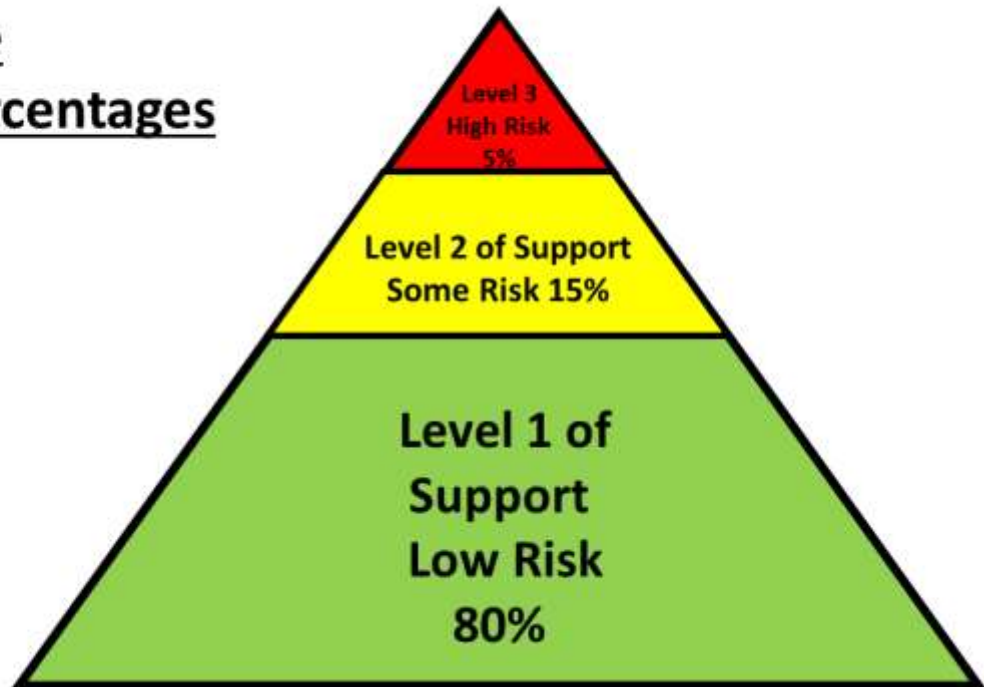 rcentages
Level 3
High Risk
5%
Level 2 of Support
Some Risk 15%
Level 1 of
Support
Low Risk
80%